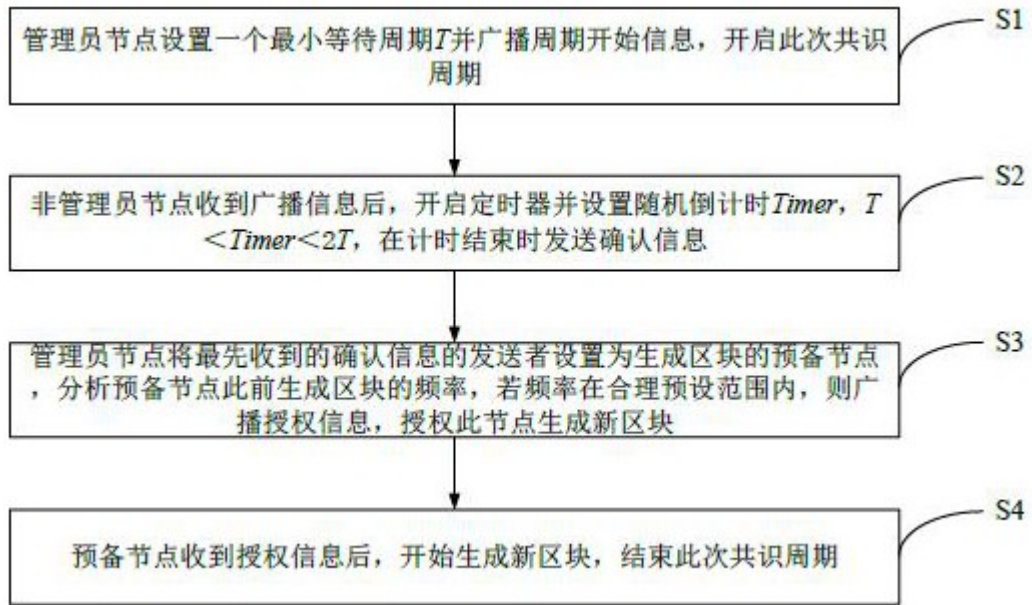 管理员节点设置一个最小等待周期T并广播周期开始信息，开启此次共识
周期
S1
非管理员节点收到广播信息后，开启定时器并设置随机倒计时Timer，T
＜Timer＜2T，在计时结束时发送确认信息
S2
管理员节点将最先收到的确认信息的发送者设置为生成区块的预备节点
，分析预备节点此前生成区块的频率，若频率在合理预设范围内，则广
播授权信息，授权此节点生成新区块
S3
预备节点收到授权信息后，开始生成新区块，结束此次共识周期
S4